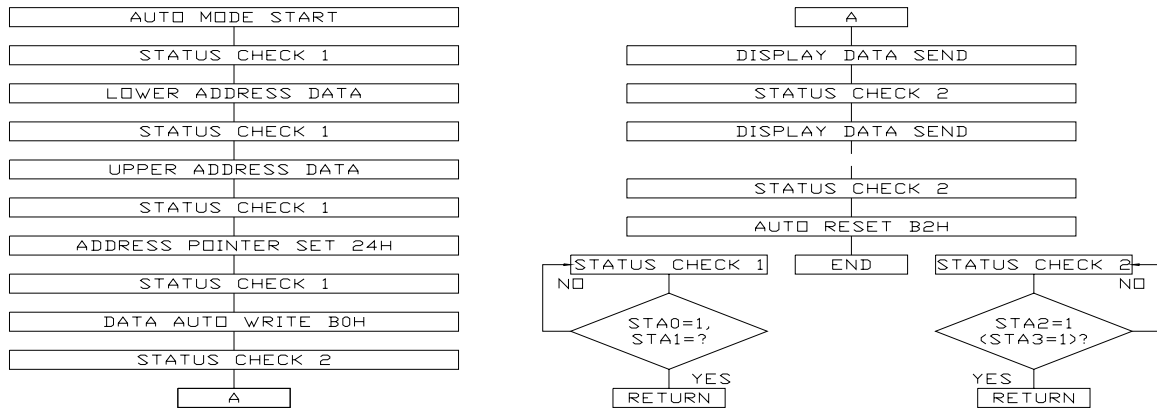 AUTO MODE START
STATUS CHECK 1
LOWER ADDRESS DATA
STATUS CHECK 1
UPPER ADDRESS DATA
STATUS CHECK 1
ADDRESS POINTER SET 24H
STATUS CHECK 1
DATA AUTO WRITE B0H
STATUS CHECK 2
A
A
DISPLAY DATA SEND
STATUS CHECK 2
DISPLAY DATA SEND
STATUS CHECK 2
AUTO RESET B2H
END
STATUS CHECK 1
NO
STA0=1,
STA1=?
YES
RETURN
STATUS CHECK 2
NO
STA2=1
(STA3=1)?
YES
RETURN